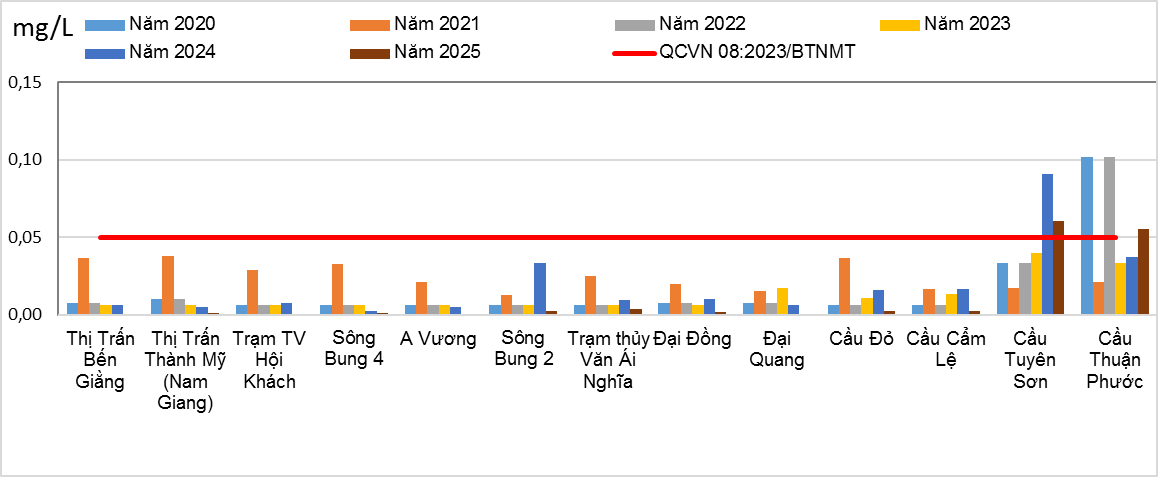 mg/L
Năm 2020
Năm 2021
Năm 2022
Năm 2023
Năm 2024
Năm 2025
QCVN 08:2023/BTNMT
0,15
0,10
0,05
0,00
Thị Trấn
Bến
Giằng
Thị Trấn
Thành Mỹ
(Nam
Giang)
Trạm TV
Hội
Khách
Sông
Bung 4
A Vương
Sông
Bung 2
Trạm thủy
Văn Ái
Nghĩa
Đại Đồng
Đại
Quang
Cầu Đỏ
Cầu Cẩm
Lệ
Cầu
Tuyên
Sơn
Cầu
Thuận
Phước